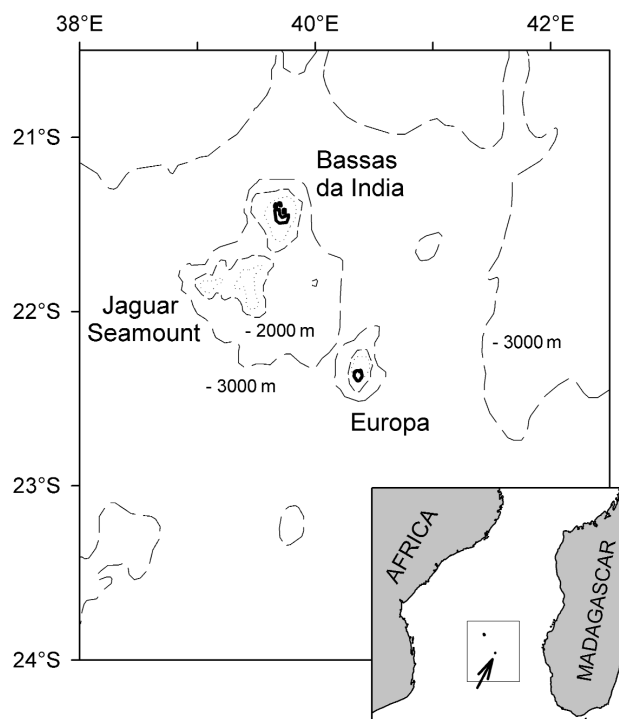 38°E 40°E 42°E
21°S
Bassas
da India
22°S
Jaguar
Seamount
- 2000 m
- 3000 m
- 3000 m
Europa
23°S
AFRICA
MADAGASCAR
24°S